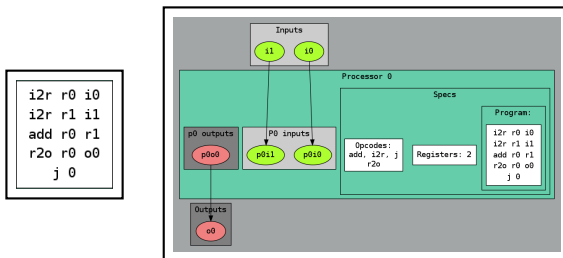 i2r r0 i0
i2r r1 i1
add r0 r1
r2o r0 o0
j 0
Inputs
i1
i0
Processor 0
Specs
p0 outputs
p0o0
P0 inputs
p0i1
p0i0
Opcodes:
add, i2r, j
r2o
Registers: 2
Program:
i2r r0 i0
i2r r1 i1
add r0 r1
r2o r0 o0
j 0
Outputs
o0